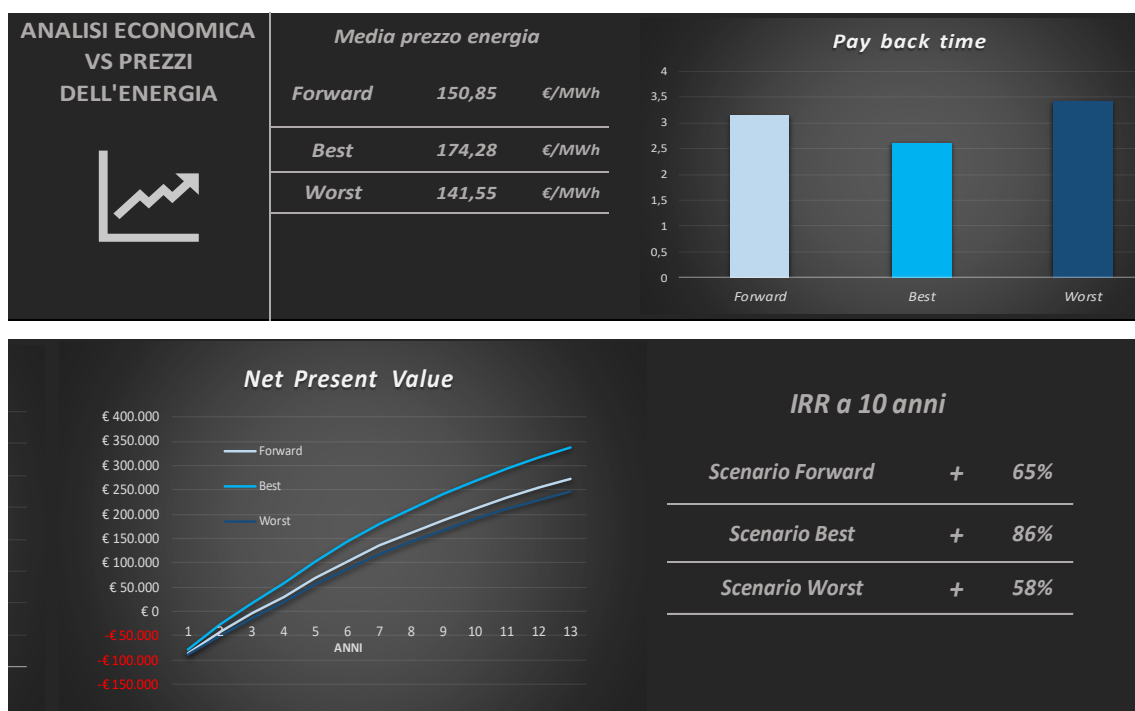 ANALISI ECONOMICA
VS PREZZI
DELL'ENERGIA
Media prezzo energia
Forward 150,85 €/MWh
Best 174,28 €/MWh
Worst 141,55 €/MWh
Pay back time
4
3,5
3
2,5
2
1,5
1
0,5
0
Forward Best Worst
Net Present Value
€ 400.000
€ 350.000
€ 300.000
€ 250.000
€ 200.000
€ 150.000
€ 100.000
€ 50.000
€ 0
-€ 50.000
-€ 100.000
-€ 150.000
Forward
Best
Worst
1 2 3 4 5 6 7 8 9 10 11 12 13
ANNI
IRR a 10 anni
Scenario Forward + 65%
Scenario Best + 86%
Scenario Worst + 58%